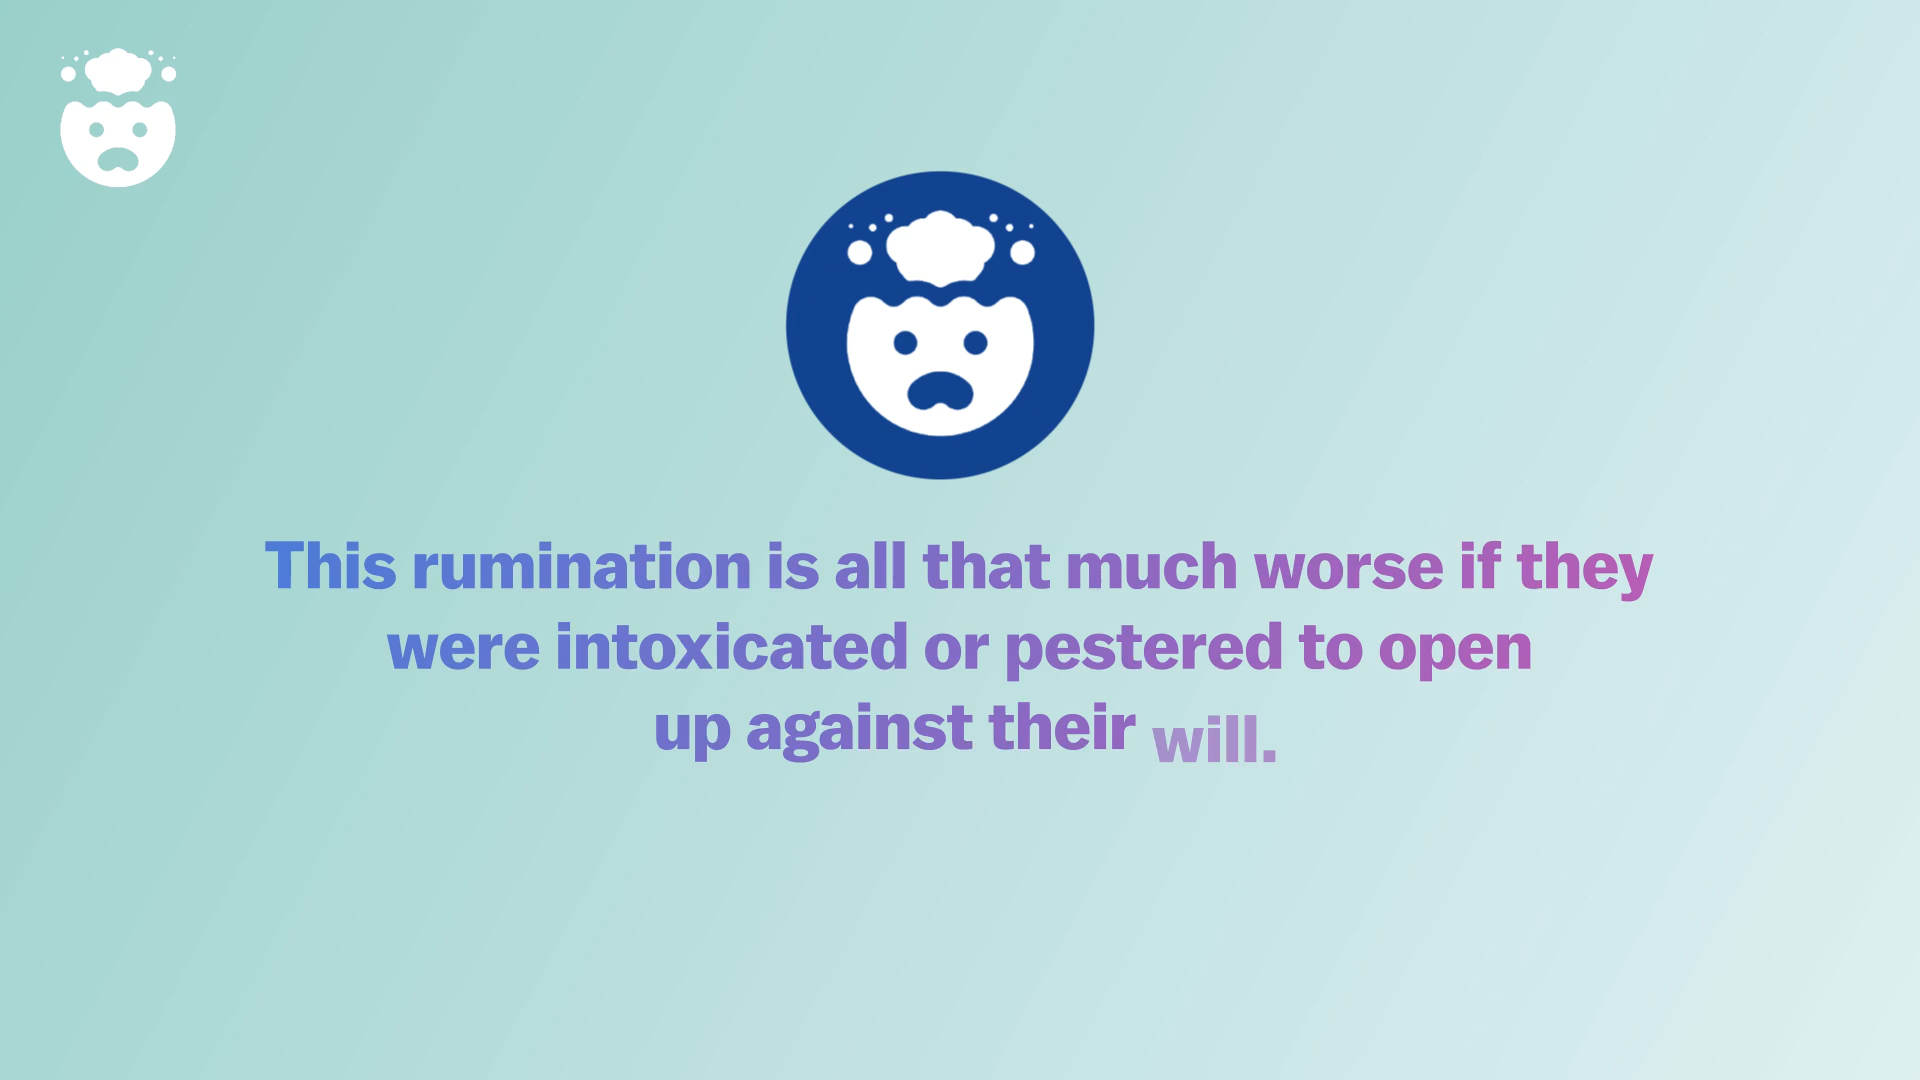 This rumination is all that much worse if they
were intoxicated or pestered to open
up against their will.